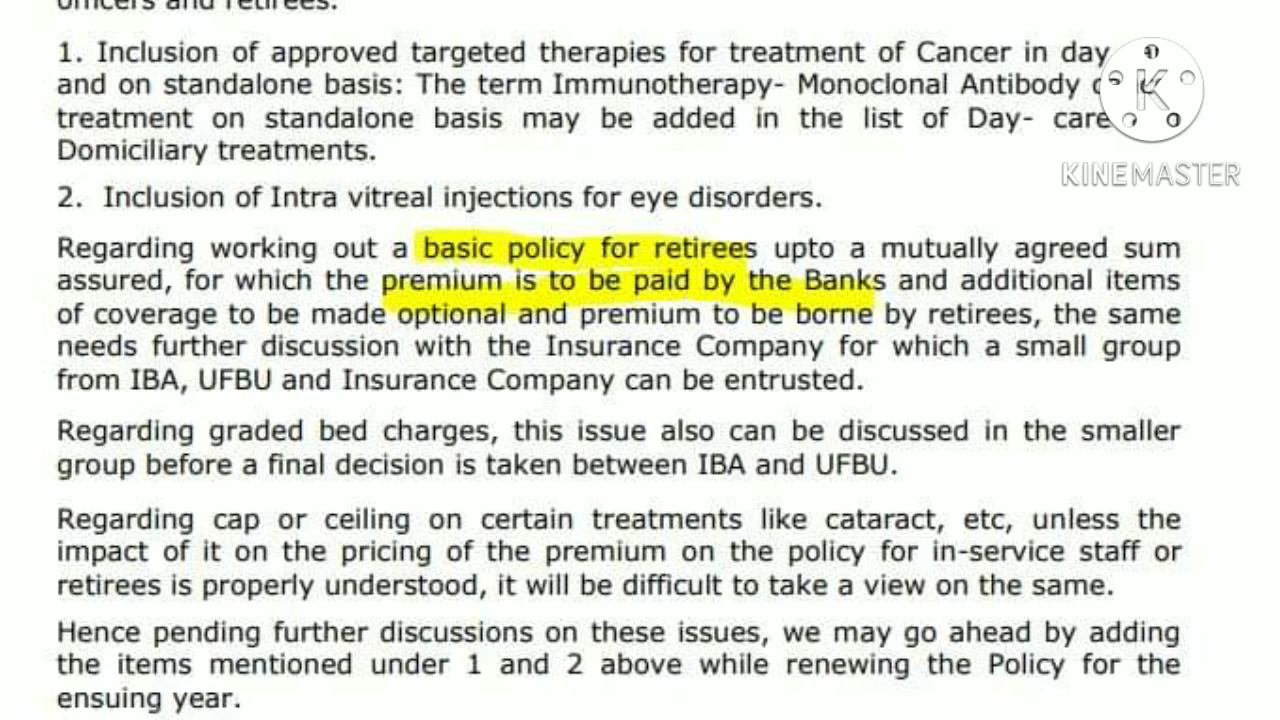 officers and retirees.
1. Inclusion of approved targeted therapies for treatment of Cancer in day
and on standalone basis: The term Immunotherapy- Monoclonal Antibody
treatment on standalone basis may be added in the list of Day- care
Domiciliary treatments.
K
KINEMASTER
2. Inclusion of Intra vitreal injections for eye disorders.
Regarding working out a basic policy for retirees upto a mutually agreed sum
assured, for which the premium is to be paid by the Banks and additional items
of coverage to be made optional and premium to be borne by retirees, the same
needs further discussion with the Insurance Company for which a small group
from IBA, UFBU and Insurance Company can be entrusted.
Regarding graded bed charges, this issue also can be discussed in the smaller
group before a final decision is taken between IBA and UFBU.
Regarding cap or ceiling on certain treatments like cataract, etc, unless the
impact of it on the pricing of the premium on the policy for in-service staff or
retirees is properly understood, it will be difficult to take a view on the same.
Hence pending further discussions on these issues, we may go ahead by adding
the items mentioned under 1 and 2 above while renewing the Policy for the
ensuing year.